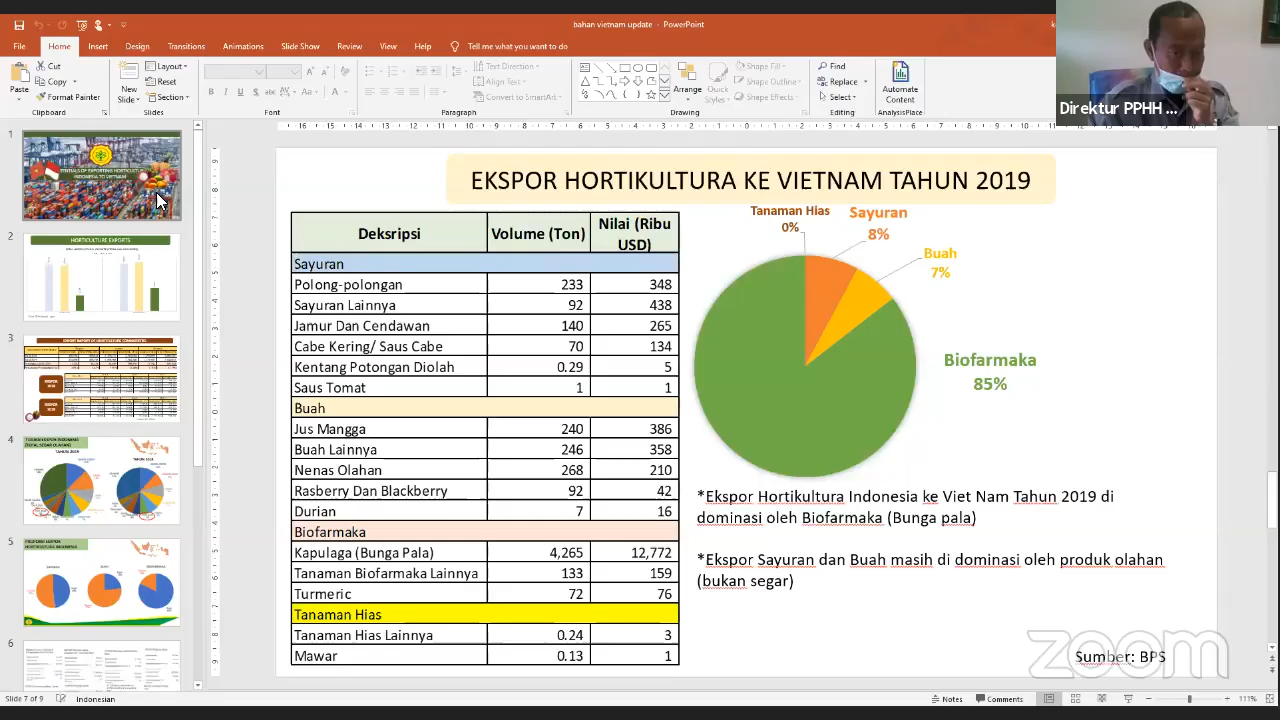 bahan vietnam update - PowerPoint
File Home Insert Design Transitions Animations Slide Show Review View Help Tell me what you want to do
Paste
Cut
Copy
Format Painter
Clipboard
New Slide
Layout
Reset
Section
Slides
Font
Text Direction
Align Text
Convert to SmartArt
Paragraph
Arrange
Quick Styles
Shape Fill
Shape Outline
Shape Effects
Drawing
Find
Replace
Select
Editing
Automate Content
AnalysisPlace
Direktur PPHH ...
1
2
HORTICULTURE EXPORTS
3
4
5
6
EKSPOR HORTIKULTURA KE VIETNAM TAHUN 2019
Deksripsi Volume (Ton) Nilai (Ribu USD)
Sayuran
Polong-polongan 233 348
Sayuran Lainnya 92 438
Jamur Dan Cendawan 140 265
Cabe Kering/ Saus Cabe 70 134
Kentang Potongan Diolah 0.29 5
Saus Tomat 1 1
Buah
Jus Mangga 240 386
Buah Lainnya 246 358
Nenas Olahan 268 210
Rasberry Dan Blackberry 92 42
Durian 7 16
Biofarmaka
Kapulaga (Bunga Pala) 4,265 12,772
Tanaman Biofarmaka Lainnya 133 159
Turmeric 72 76
Tanaman Hias
Tanaman Hias Lainnya 0.24 3
Mawar 0.13 1
Tanaman Hias
0%
Sayuran
8%
Buah
7%
Biofarmaka
85%
*Ekspor Hortikultura Indonesia ke Viet Nam Tahun 2019 di
dominasi oleh Biofarmaka (Bunga pala)
*Ekspor Sayuran dan Buah masih di dominasi oleh produk olahan
(bukan segar)
Sumber: BPS
zoom
Slide 7 of 9 Indonesian Notes Comments 111%